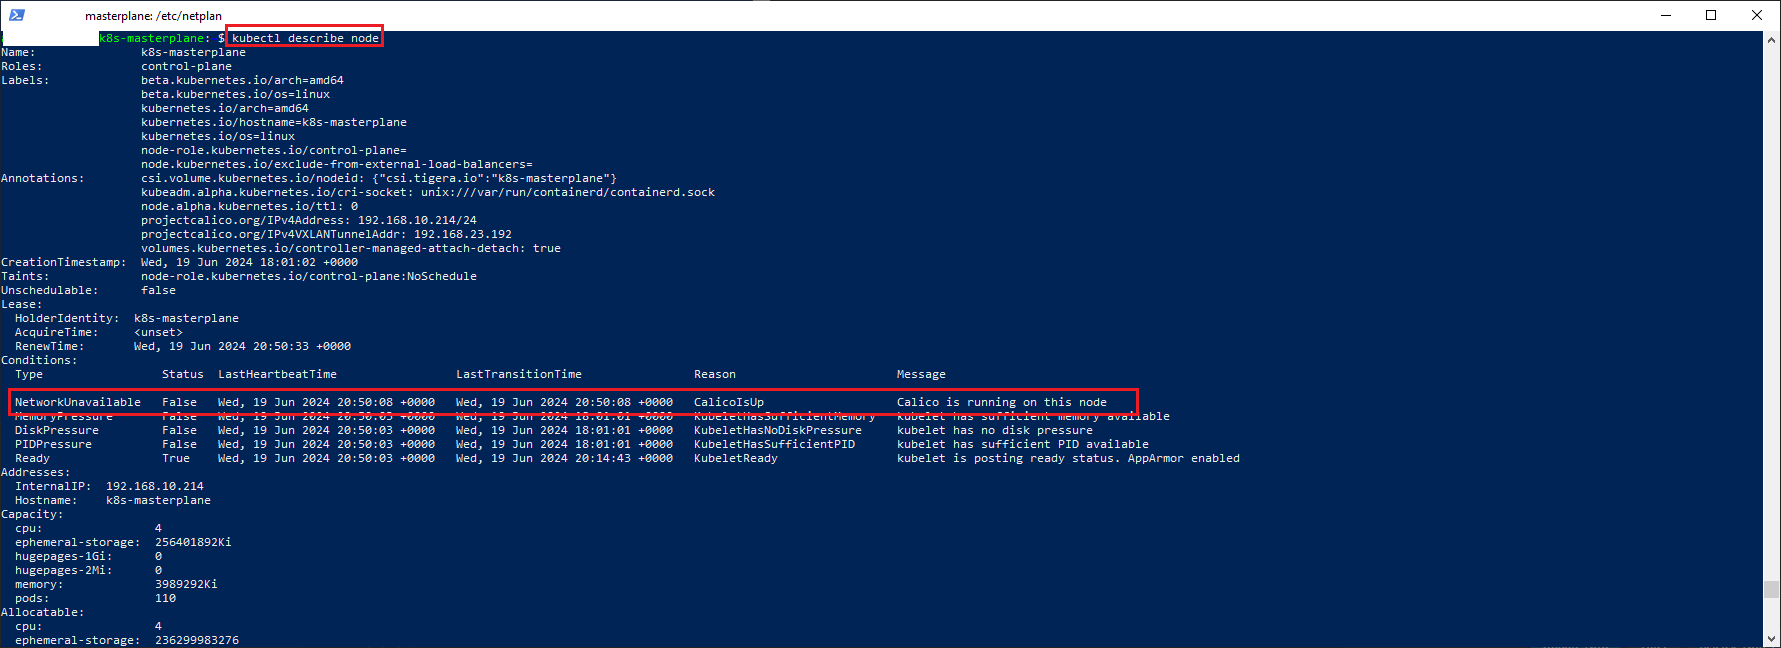 masterplane: /etc/netplan
k8s-masterplane: $ kubectl describe node
Name: k8s-masterplane
Roles: control-plane
Labels: beta.kubernetes.io/arch=amd64
beta.kubernetes.io/os=linux
kubernetes.io/arch=amd64
kubernetes.io/hostname=k8s-masterplane
kubernetes.io/os=linux
node-role.kubernetes.io/control-plane=
node.kubernetes.io/exclude-from-external-load-balancers=
Annotations: csi.volume.kubernetes.io/nodeid: {"csi.tigera.io":"k8s-masterplane"}
kubeadm.alpha.kubernetes.io/cri-socket: unix:///var/run/containerd/containerd.sock
node.alpha.kubernetes.io/ttl: 0
projectcalico.org/IPv4Address: 192.168.10.214/24
projectcalico.org/IPv4VXLANTunnelAddr: 192.168.23.192
volumes.kubernetes.io/controller-managed-attach-detach: true
CreationTimestamp: Wed, 19 Jun 2024 18:01:02 +0000
Taints: node-role.kubernetes.io/control-plane:NoSchedule
Unschedulable: false
Lease:
HolderIdentity: k8s-masterplane
AcquireTime: <unset>
RenewTime: Wed, 19 Jun 2024 20:50:33 +0000
Conditions:
Type Status LastHeartbeatTime LastTransitionTime Reason Message
NetworkUnavailable False Wed, 19 Jun 2024 20:50:08 +0000 Wed, 19 Jun 2024 20:50:08 +0000 CalicoIsUp Calico is running on this node
MemoryPressure False Wed, 19 Jun 2024 20:50:03 +0000 Wed, 19 Jun 2024 18:01:01 +0000 KubeletHasSufficientMemory kubelet has sufficient memory available
DiskPressure False Wed, 19 Jun 2024 20:50:03 +0000 Wed, 19 Jun 2024 18:01:01 +0000 KubeletHasNoDiskPressure kubelet has no disk pressure
PIDPressure False Wed, 19 Jun 2024 20:50:03 +0000 Wed, 19 Jun 2024 18:01:01 +0000 KubeletHasSufficientPID kubelet has sufficient PID available
Ready True Wed, 19 Jun 2024 20:50:03 +0000 Wed, 19 Jun 2024 20:14:43 +0000 KubeletReady kubelet is posting ready status. AppArmor enabled
Addresses:
InternalIP: 192.168.10.214
Hostname: k8s-masterplane
Capacity:
cpu: 4
ephemeral-storage: 256401892Ki
hugepages-1Gi: 0
hugepages-2Mi: 0
memory: 3989292Ki
pods: 110
Allocatable:
cpu: 4
ephemeral-storage: 236299983276